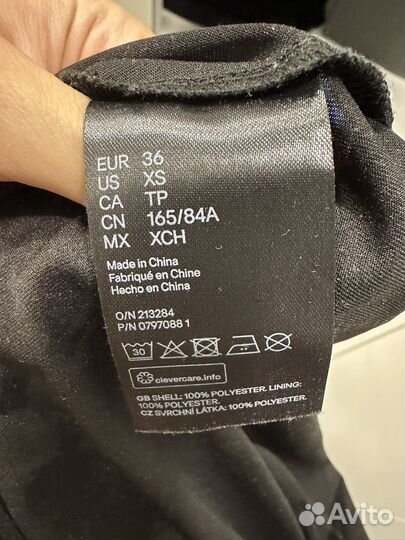 EUR 36
US XS
CA TP
CN 165/84A
MX XCH
Made in China
Fabriqué en Chine
Hecho en China
O/N 213284
P/N 0797088 1
30
clevercare.info
GB SHELL: 100% POLYESTER. LINING:
100% POLYESTER.
CZ SVRCHNÍ LÁTKA: 100% POLYESTER.
Avito